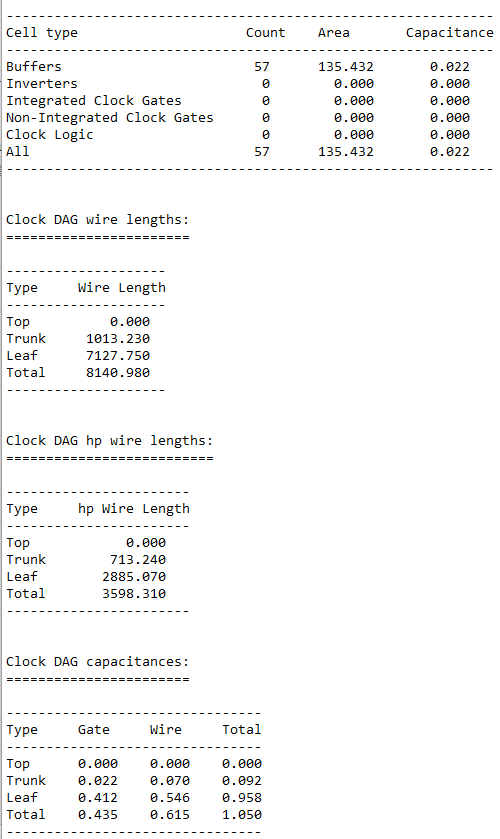 --------------------------------------------------------------
Cell type                     Count    Area       Capacitance
--------------------------------------------------------------
Buffers                        57      135.432       0.022
Inverters                       0        0.000       0.000
Integrated Clock Gates          0        0.000       0.000
Non-Integrated Clock Gates      0        0.000       0.000
Clock Logic                     0        0.000       0.000
All                            57      135.432       0.022
--------------------------------------------------------------
Clock DAG wire lengths:
=======================
--------------------
Type     Wire Length
--------------------
Top          0.000
Trunk     1013.230
Leaf      7127.750
Total     8140.980
--------------------
Clock DAG hp wire lengths:
==========================
-----------------------
Type     hp Wire Length
-----------------------
Top            0.000
Trunk        713.240
Leaf        2885.070
Total       3598.310
-----------------------
Clock DAG capacitances:
=======================
--------------------------------
Type     Gate     Wire     Total
--------------------------------
Top      0.000    0.000    0.000
Trunk    0.022    0.070    0.092
Leaf     0.412    0.546    0.958
Total    0.435    0.615    1.050
--------------------------------